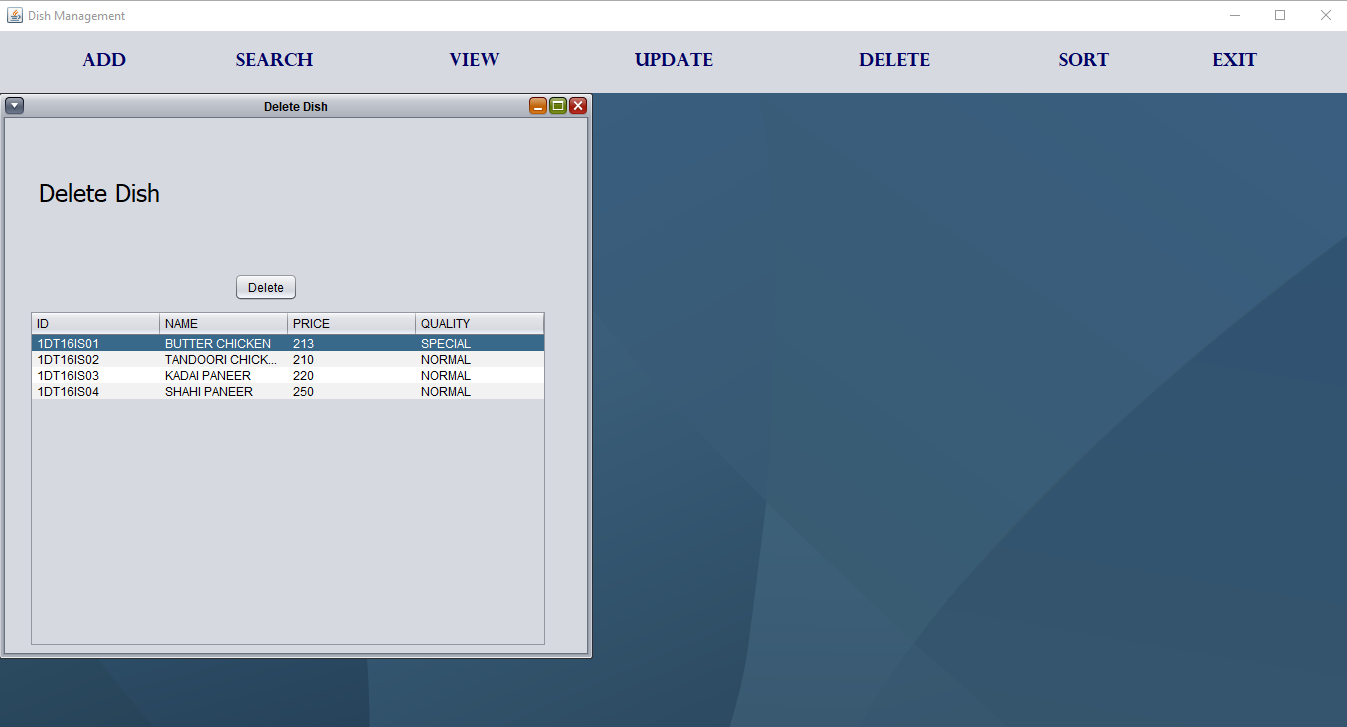 Dish Management
ADD SEARCH VIEW UPDATE DELETE SORT EXIT
Delete Dish
Delete Dish
Delete
ID NAME PRICE QUALITY
1DT16IS01 BUTTER CHICKEN 213 SPECIAL
1DT16IS02 TANDOORI CHICK... 210 NORMAL
1DT16IS03 KADAI PANEER 220 NORMAL
1DT16IS04 SHAHI PANEER 250 NORMAL